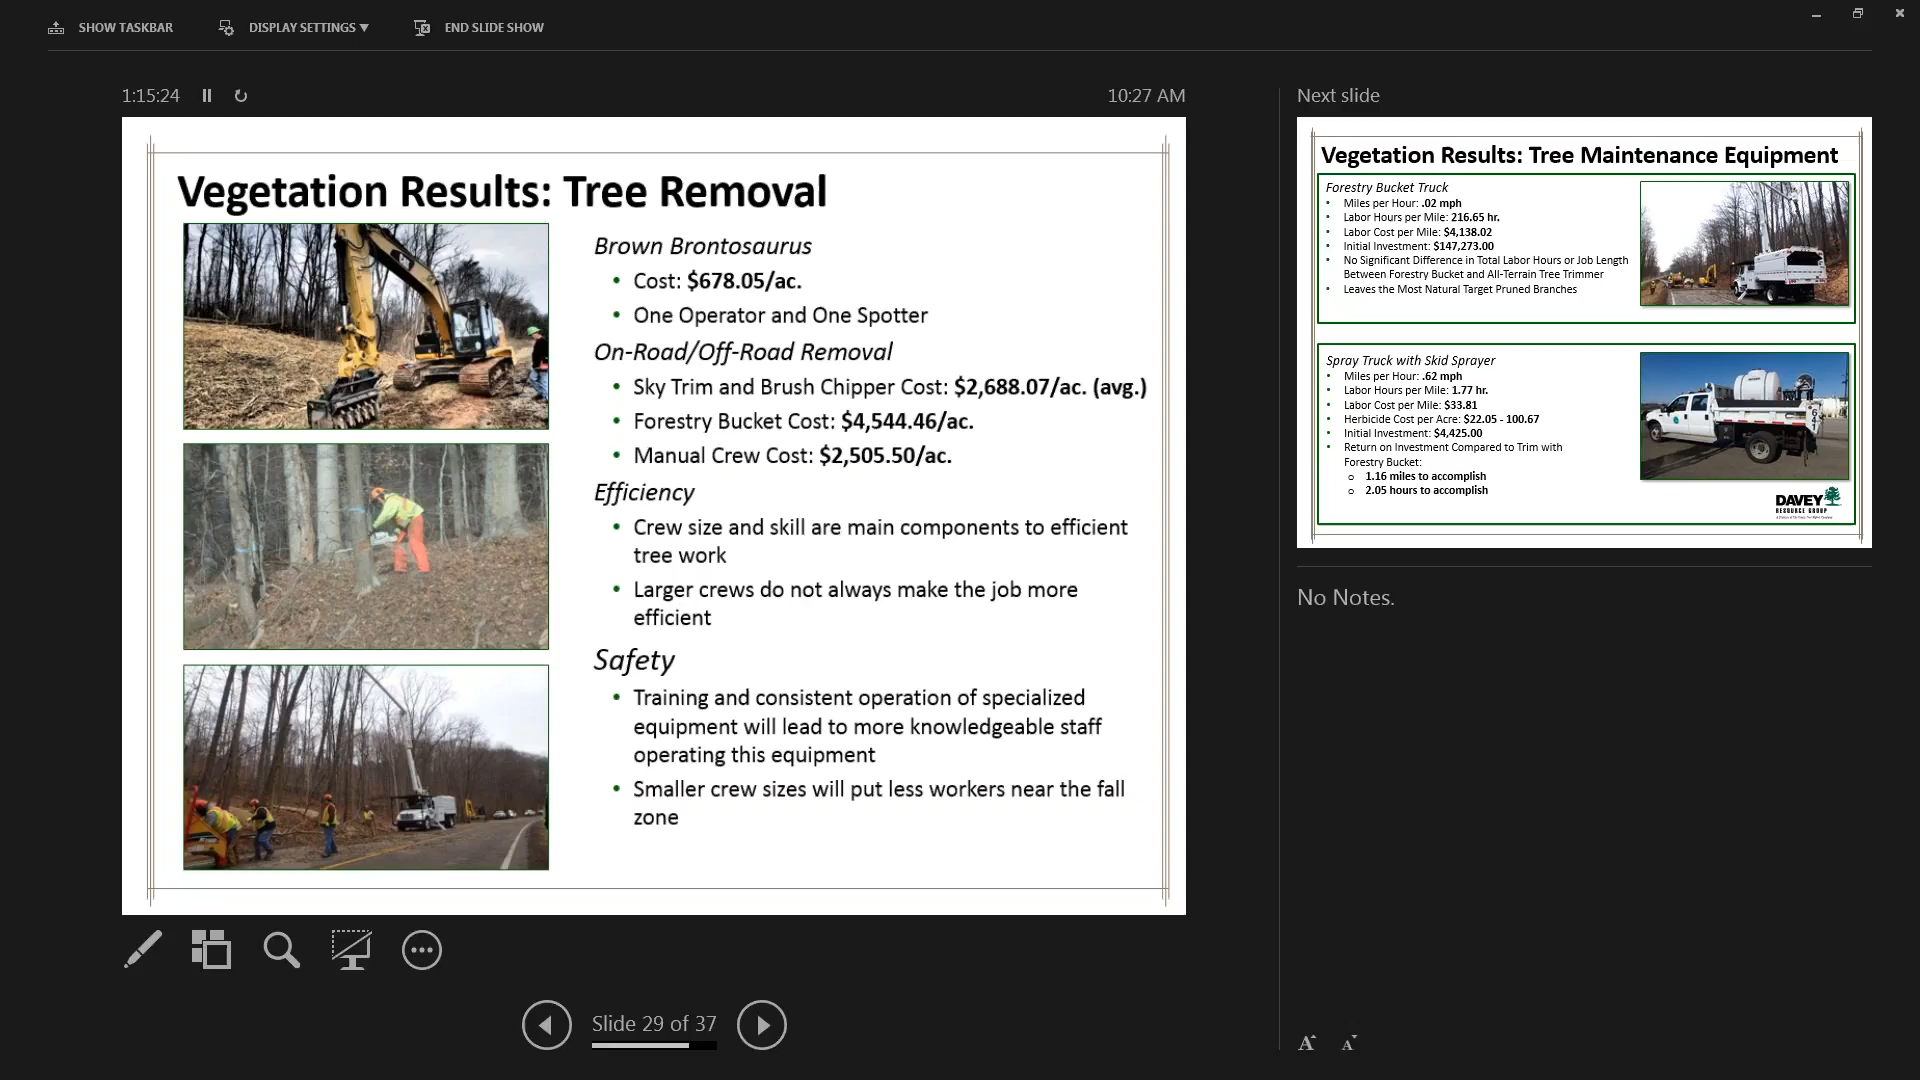 SHOW TASKBAR
DISPLAY SETTINGS ▼
END SLIDE SHOW
1:15:24
10:27 AM
Vegetation Results: Tree Removal
Brown Brontosaurus
• Cost: $678.05/ac.
• One Operator and One Spotter
On-Road/Off-Road Removal
• Sky Trim and Brush Chipper Cost: $2,688.07/ac. (avg.)
• Forestry Bucket Cost: $4,544.46/ac.
• Manual Crew Cost: $2,505.50/ac.
Efficiency
• Crew size and skill are main components to efficient
tree work
• Larger crews do not always make the job more
efficient
Safety
• Training and consistent operation of specialized
equipment will lead to more knowledgeable staff
operating this equipment
• Smaller crew sizes will put less workers near the fall
zone
Slide 29 of 37
Next slide
Vegetation Results: Tree Maintenance Equipment
Forestry Bucket Truck
• Miles per Hour: .02 mph
• Labor Hours per Mile: 216.65 hr.
• Labor Cost per Mile: $4,138.02
• Initial Investment: $147,273.00
• No Significant Difference in Total Labor Hours or Job Length
Between Forestry Bucket and All-Terrain Tree Trimmer
• Leaves the Most Natural Target Pruned Branches
Spray Truck with Skid Sprayer
• Miles per Hour: .62 mph
• Labor Hours per Mile: 1.77 hr.
• Labor Cost per Mile: $33.81
• Herbicide Cost per Acre: $22.05 - 100.67
• Initial Investment: $4,425.00
• Return on Investment Compared to Trim with
Forestry Bucket:
o 1.16 miles to accomplish
o 2.05 hours to accomplish
DAVEY
RESOURCE GROUP
No Notes.
A A